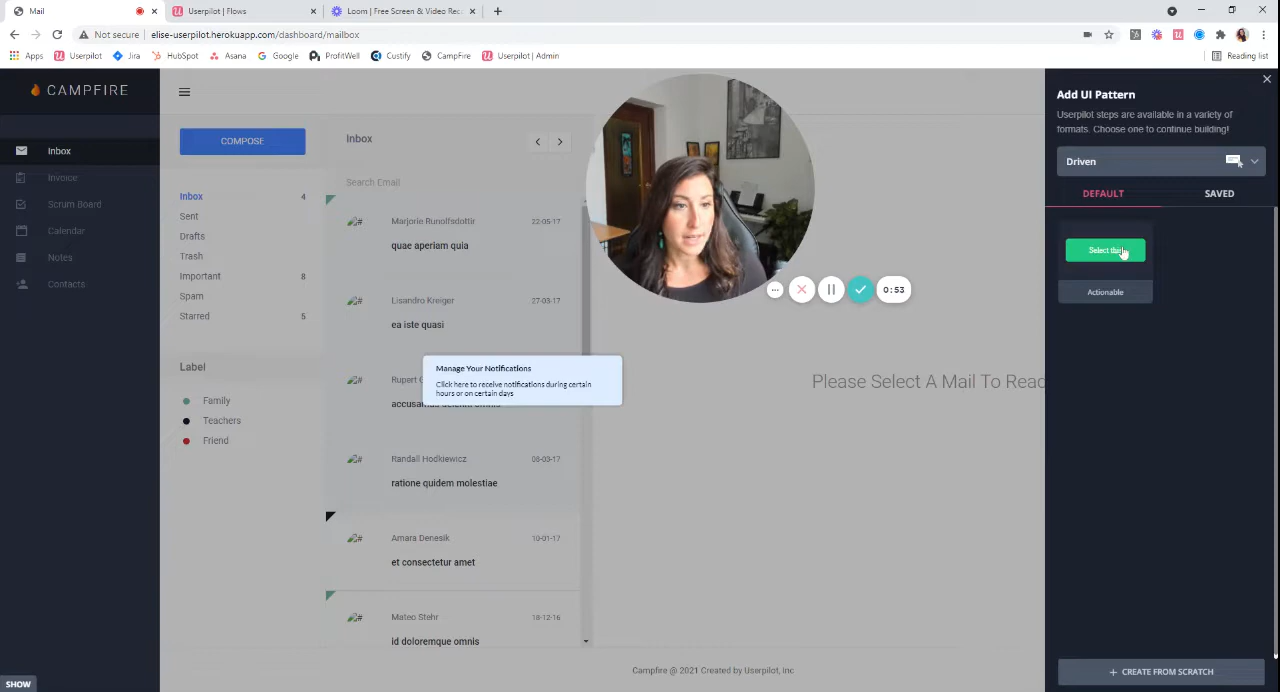 Mail
Userpilot | Flows
Loom | Free Screen & Video Rec
Not secure
elise-userpilot.herokuapp.com/dashboard/mailbox
Apps
Userpilot
Jira
HubSpot
Asana
Google
ProfitWell
Custify
CampFire
Userpilot | Admin
Reading list
CAMPFIRE
Inbox
Invoice
Scrum Board
Calendar
Notes
Contacts
SHOW
COMPOSE
Inbox 4
Sent
Drafts
Trash
Important 8
Spam
Starred 5
Label
Family
Teachers
Friend
Inbox
Search Email
Marjorie Runolfsdottir 22-05-17
quae aperiam quia
Lisandro Kreiger 27-03-17
ea iste quasi
Manage Your Notifications
Click here to receive notifications during certain
hours or on certain days
Randall Hodkiewicz 08-03-17
ratione quidem molestiae
Amara Denesik 10-01-17
et consectetur amet
Mateo Stehr 18-12-16
id doloremque omnis
0:53
Please Select A Mail To Read
Campfire @ 2021 Created by Userpilot, Inc
Add UI Pattern
Userpilot steps are available in a variety of
formats. Choose one to continue building!
Driven
DEFAULT
SAVED
Select
Actionable
+ CREATE FROM SCRATCH